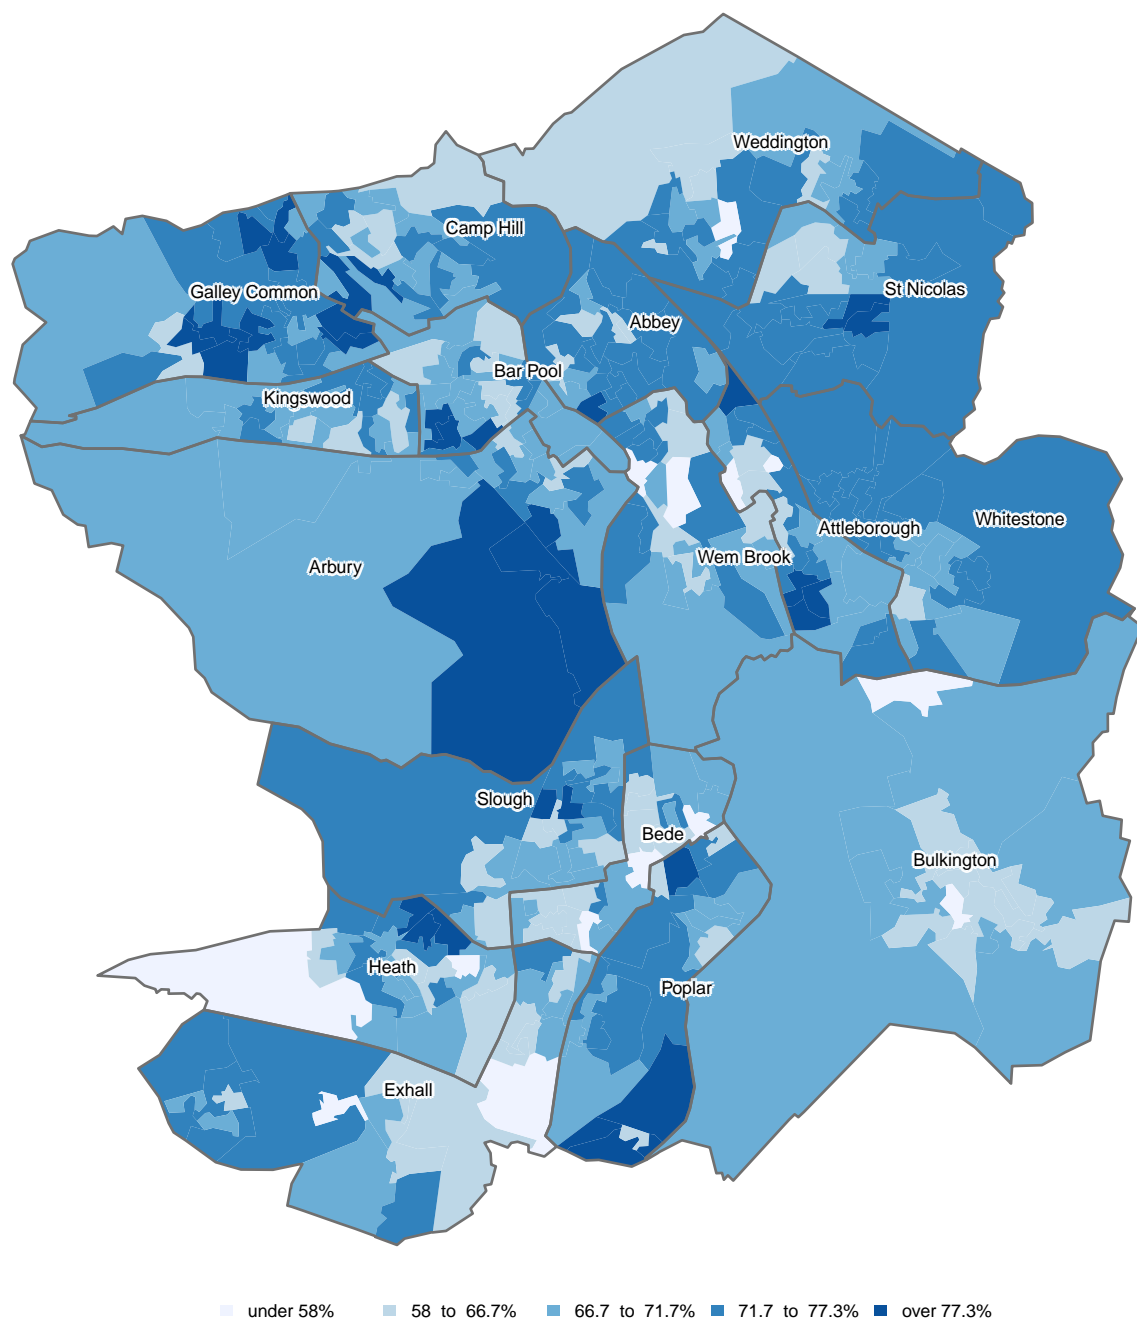 Weddington
Camp Hill
Galley Common
St Nicolas
Abbey
Bar Pool
Kingswood
Attleborough
Whitestone
Wem Brook
Arbury
Slough
Bede
Bulkington
Heath
Poplar
Exhall
under 58% 58 to 66.7% 66.7 to 71.7% 71.7 to 77.3% over 77.3%